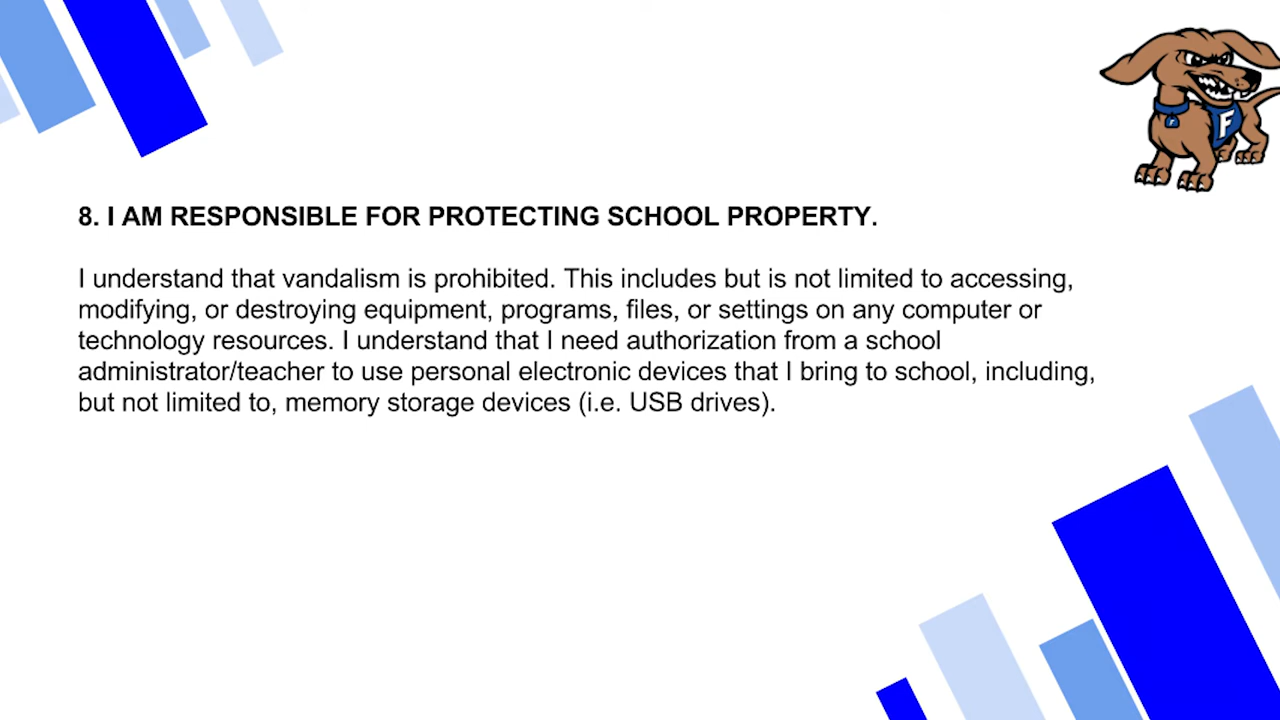 8. I AM RESPONSIBLE FOR PROTECTING SCHOOL PROPERTY.
I understand that vandalism is prohibited. This includes but is not limited to accessing,
modifying, or destroying equipment, programs, files, or settings on any computer or
technology resources. I understand that I need authorization from a school
administrator/teacher to use personal electronic devices that I bring to school, including,
but not limited to, memory storage devices (i.e. USB drives).
F
F